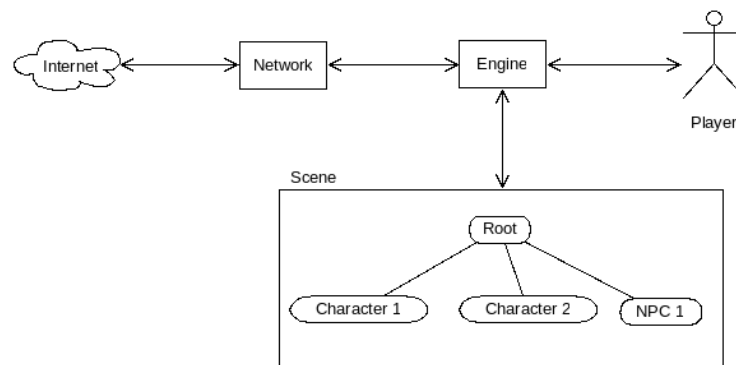 Internet
Network
Engine
Player
Scene
Root
Character 1
Character 2
NPC 1